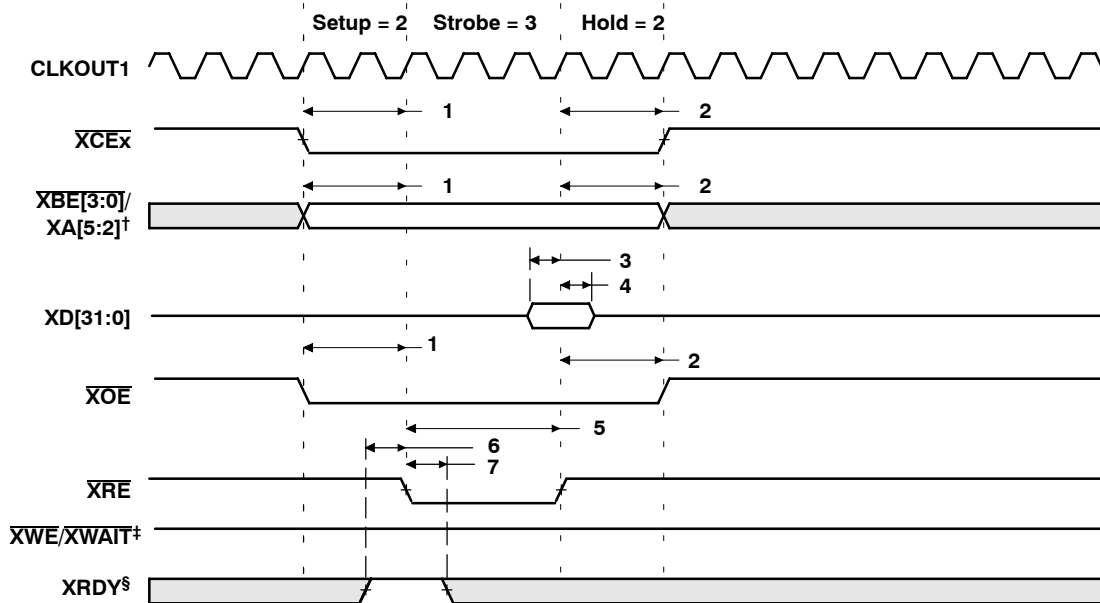 Setup = 2 Strobe = 3 Hold = 2
CLKOUT1
1 2
XCEx
1 2
XBE[3:0]/
XA[5:2]†
3
4
XD[31:0]
1
2
XOE
5
6
7
XRE
XWE/XWAIT‡
XRDY§